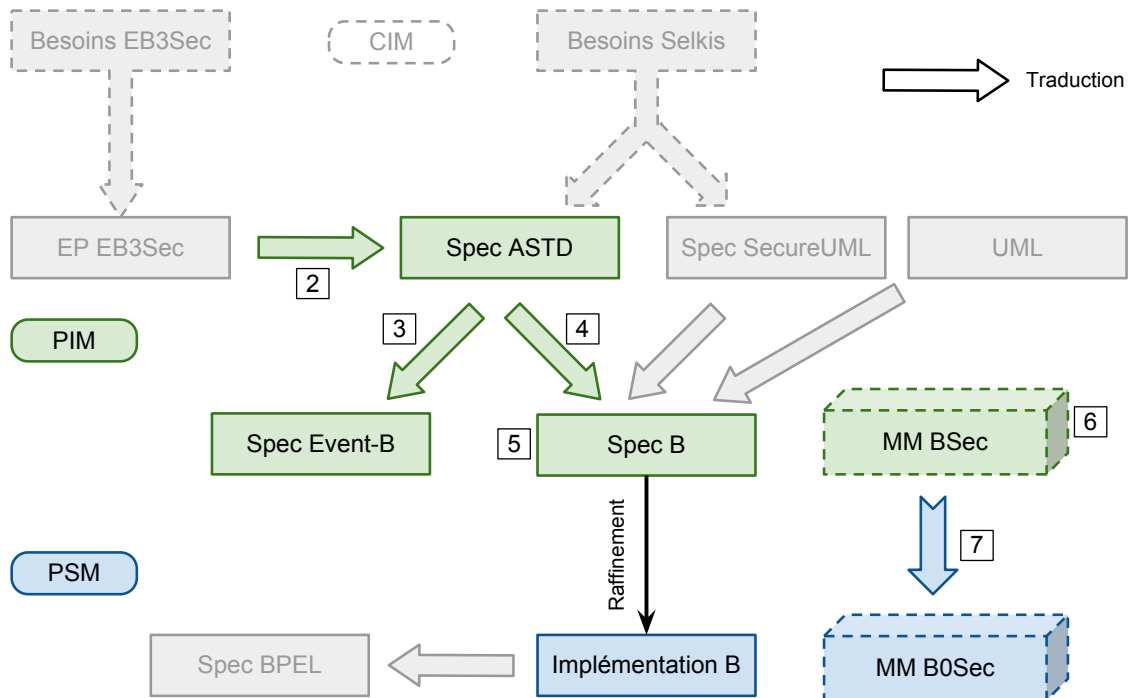 Besoins EB3Sec
CIM
Besoins Selkis
Traduction
EP EB3Sec
2
Spec ASTD
Spec SecureUML
UML
PIM
3
4
Spec Event-B
5
Spec B
MM BSec
6
Raffinement
PSM
7
Spec BPEL
Implémentation B
MM B0Sec